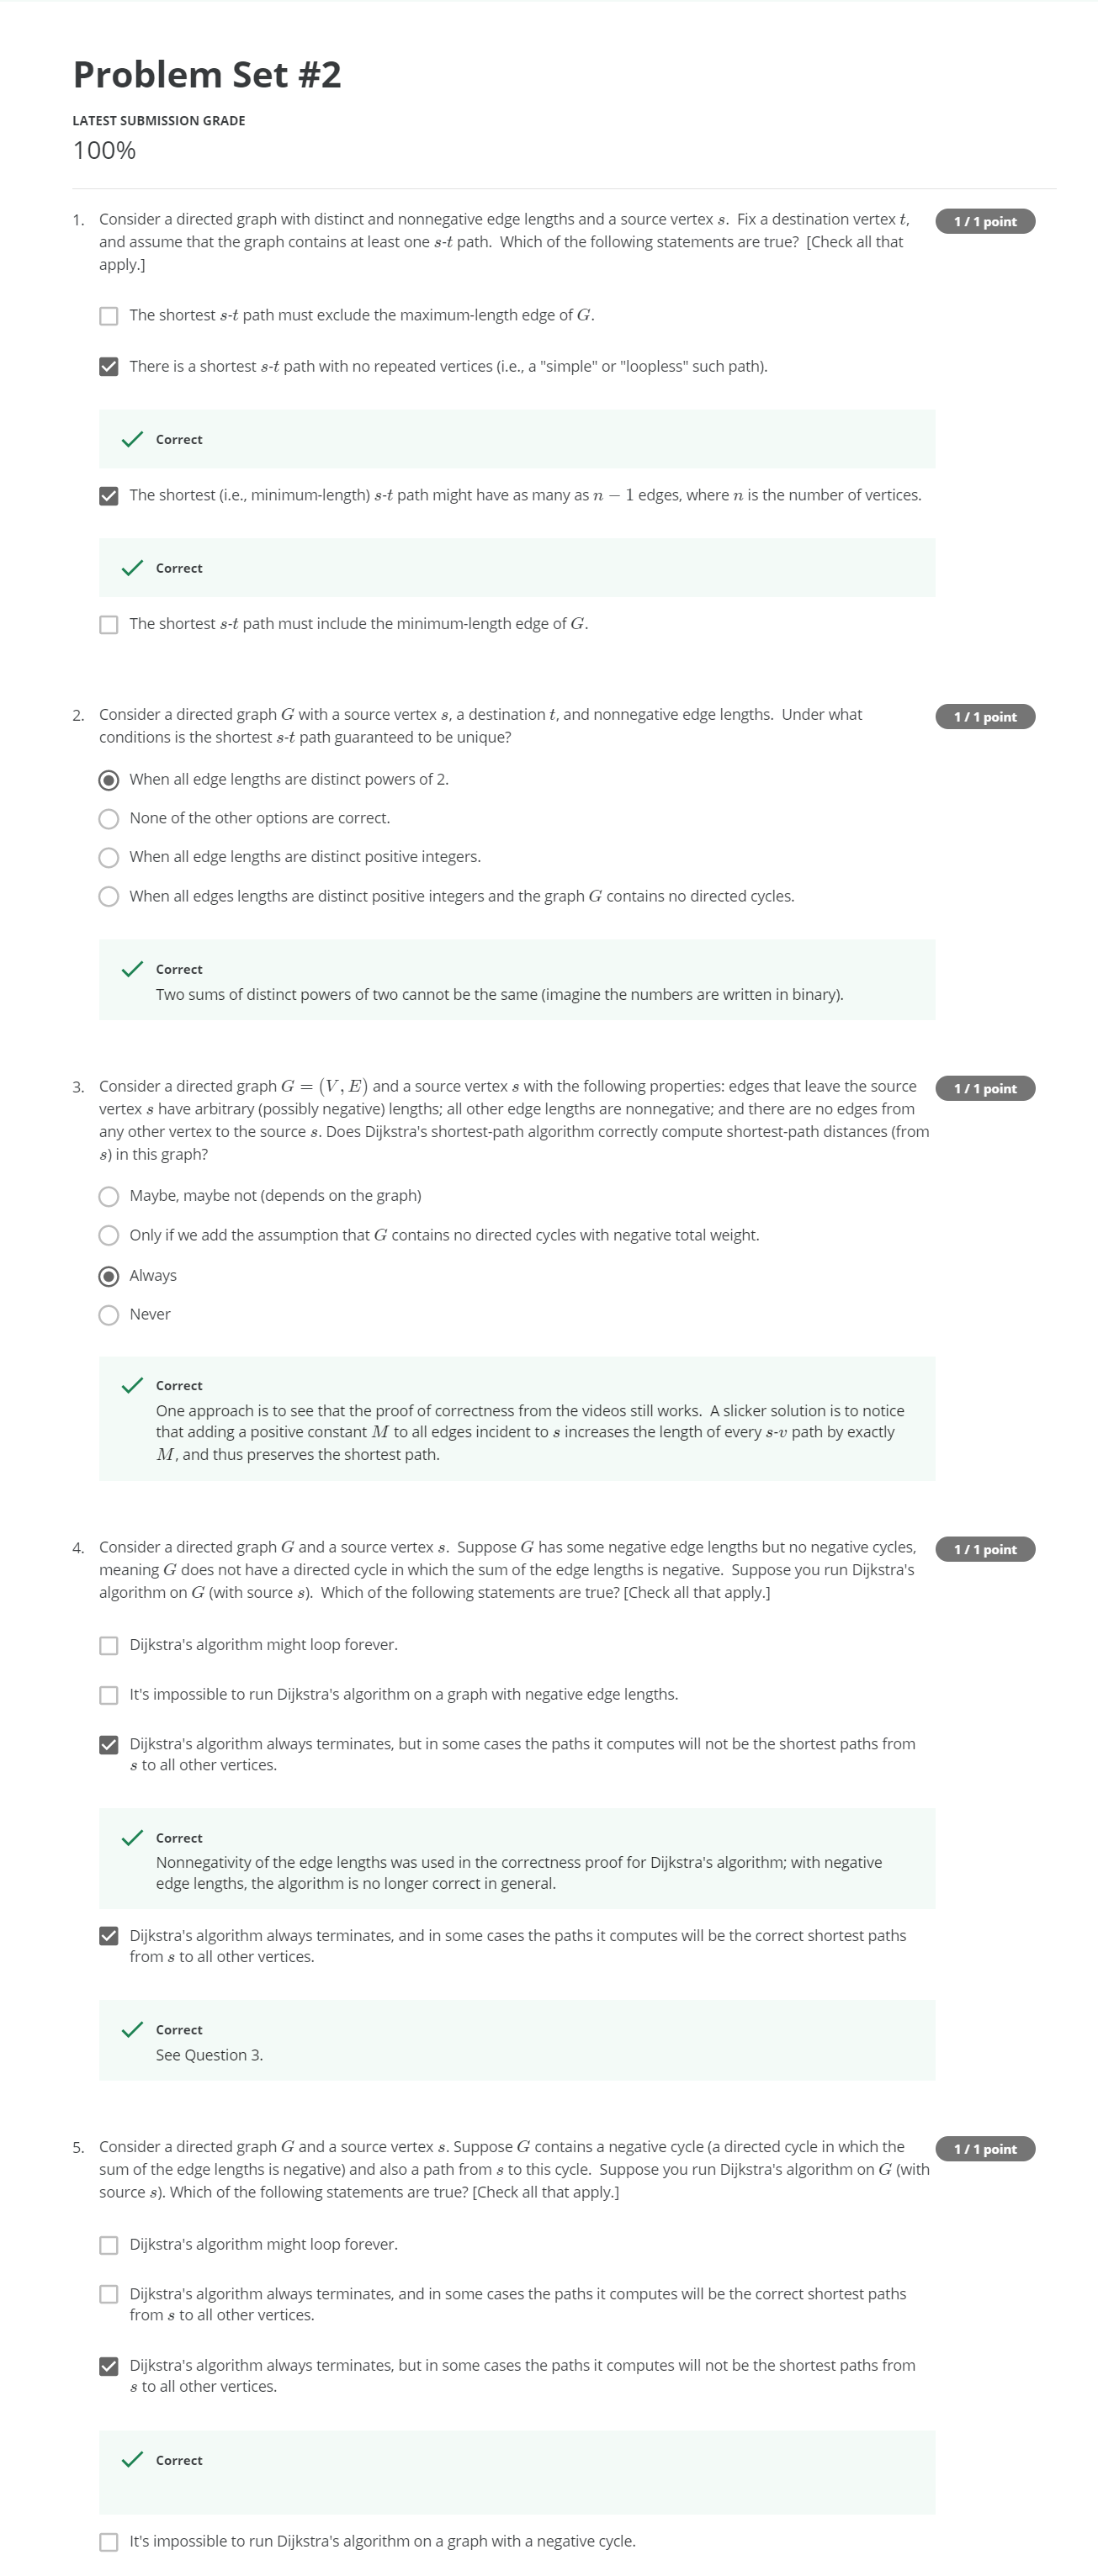 Problem Set #2
LATEST SUBMISSION GRADE
100%
1. Consider a directed graph with distinct and nonnegative edge lengths and a source vertex s. Fix a destination vertex t,
1 / 1 point
and assume that the graph contains at least one s-t path. Which of the following statements are true? [Check all that
apply.]
The shortest s-t path must exclude the maximum-length edge of G.
There is a shortest s-t path with no repeated vertices (i.e., a "simple" or "loopless" such path).
Correct
The shortest (i.e., minimum-length) s-t path might have as many as n − 1 edges, where n is the number of vertices.
Correct
The shortest s-t path must include the minimum-length edge of G.
2. Consider a directed graph G with a source vertex s, a destination t, and nonnegative edge lengths. Under what
1 / 1 point
conditions is the shortest s-t path guaranteed to be unique?
When all edge lengths are distinct powers of 2.
None of the other options are correct.
When all edge lengths are distinct positive integers.
When all edges lengths are distinct positive integers and the graph G contains no directed cycles.
Correct
Two sums of distinct powers of two cannot be the same (imagine the numbers are written in binary).
3. Consider a directed graph G = (V, E) and a source vertex s with the following properties: edges that leave the source
1 / 1 point
vertex s have arbitrary (possibly negative) lengths; all other edge lengths are nonnegative; and there are no edges from
any other vertex to the source s. Does Dijkstra's shortest-path algorithm correctly compute shortest-path distances (from
s) in this graph?
Maybe, maybe not (depends on the graph)
Only if we add the assumption that G contains no directed cycles with negative total weight.
Always
Never
Correct
One approach is to see that the proof of correctness from the videos still works. A slicker solution is to notice
that adding a positive constant M to all edges incident to s increases the length of every s-v path by exactly
M, and thus preserves the shortest path.
4. Consider a directed graph G and a source vertex s. Suppose G has some negative edge lengths but no negative cycles,
1 / 1 point
meaning G does not have a directed cycle in which the sum of the edge lengths is negative. Suppose you run Dijkstra's
algorithm on G (with source s). Which of the following statements are true? [Check all that apply.]
Dijkstra's algorithm might loop forever.
It's impossible to run Dijkstra's algorithm on a graph with negative edge lengths.
Dijkstra's algorithm always terminates, but in some cases the paths it computes will not be the shortest paths from
s to all other vertices.
Correct
Nonnegativity of the edge lengths was used in the correctness proof for Dijkstra's algorithm; with negative
edge lengths, the algorithm is no longer correct in general.
Dijkstra's algorithm always terminates, and in some cases the paths it computes will be the correct shortest paths
from s to all other vertices.
Correct
See Question 3.
5. Consider a directed graph G and a source vertex s. Suppose G contains a negative cycle (a directed cycle in which the
1 / 1 point
sum of the edge lengths is negative) and also a path from s to this cycle. Suppose you run Dijkstra's algorithm on G (with
source s). Which of the following statements are true? [Check all that apply.]
Dijkstra's algorithm might loop forever.
Dijkstra's algorithm always terminates, and in some cases the paths it computes will be the correct shortest paths
from s to all other vertices.
Dijkstra's algorithm always terminates, but in some cases the paths it computes will not be the shortest paths from
s to all other vertices.
Correct
It's impossible to run Dijkstra's algorithm on a graph with a negative cycle.